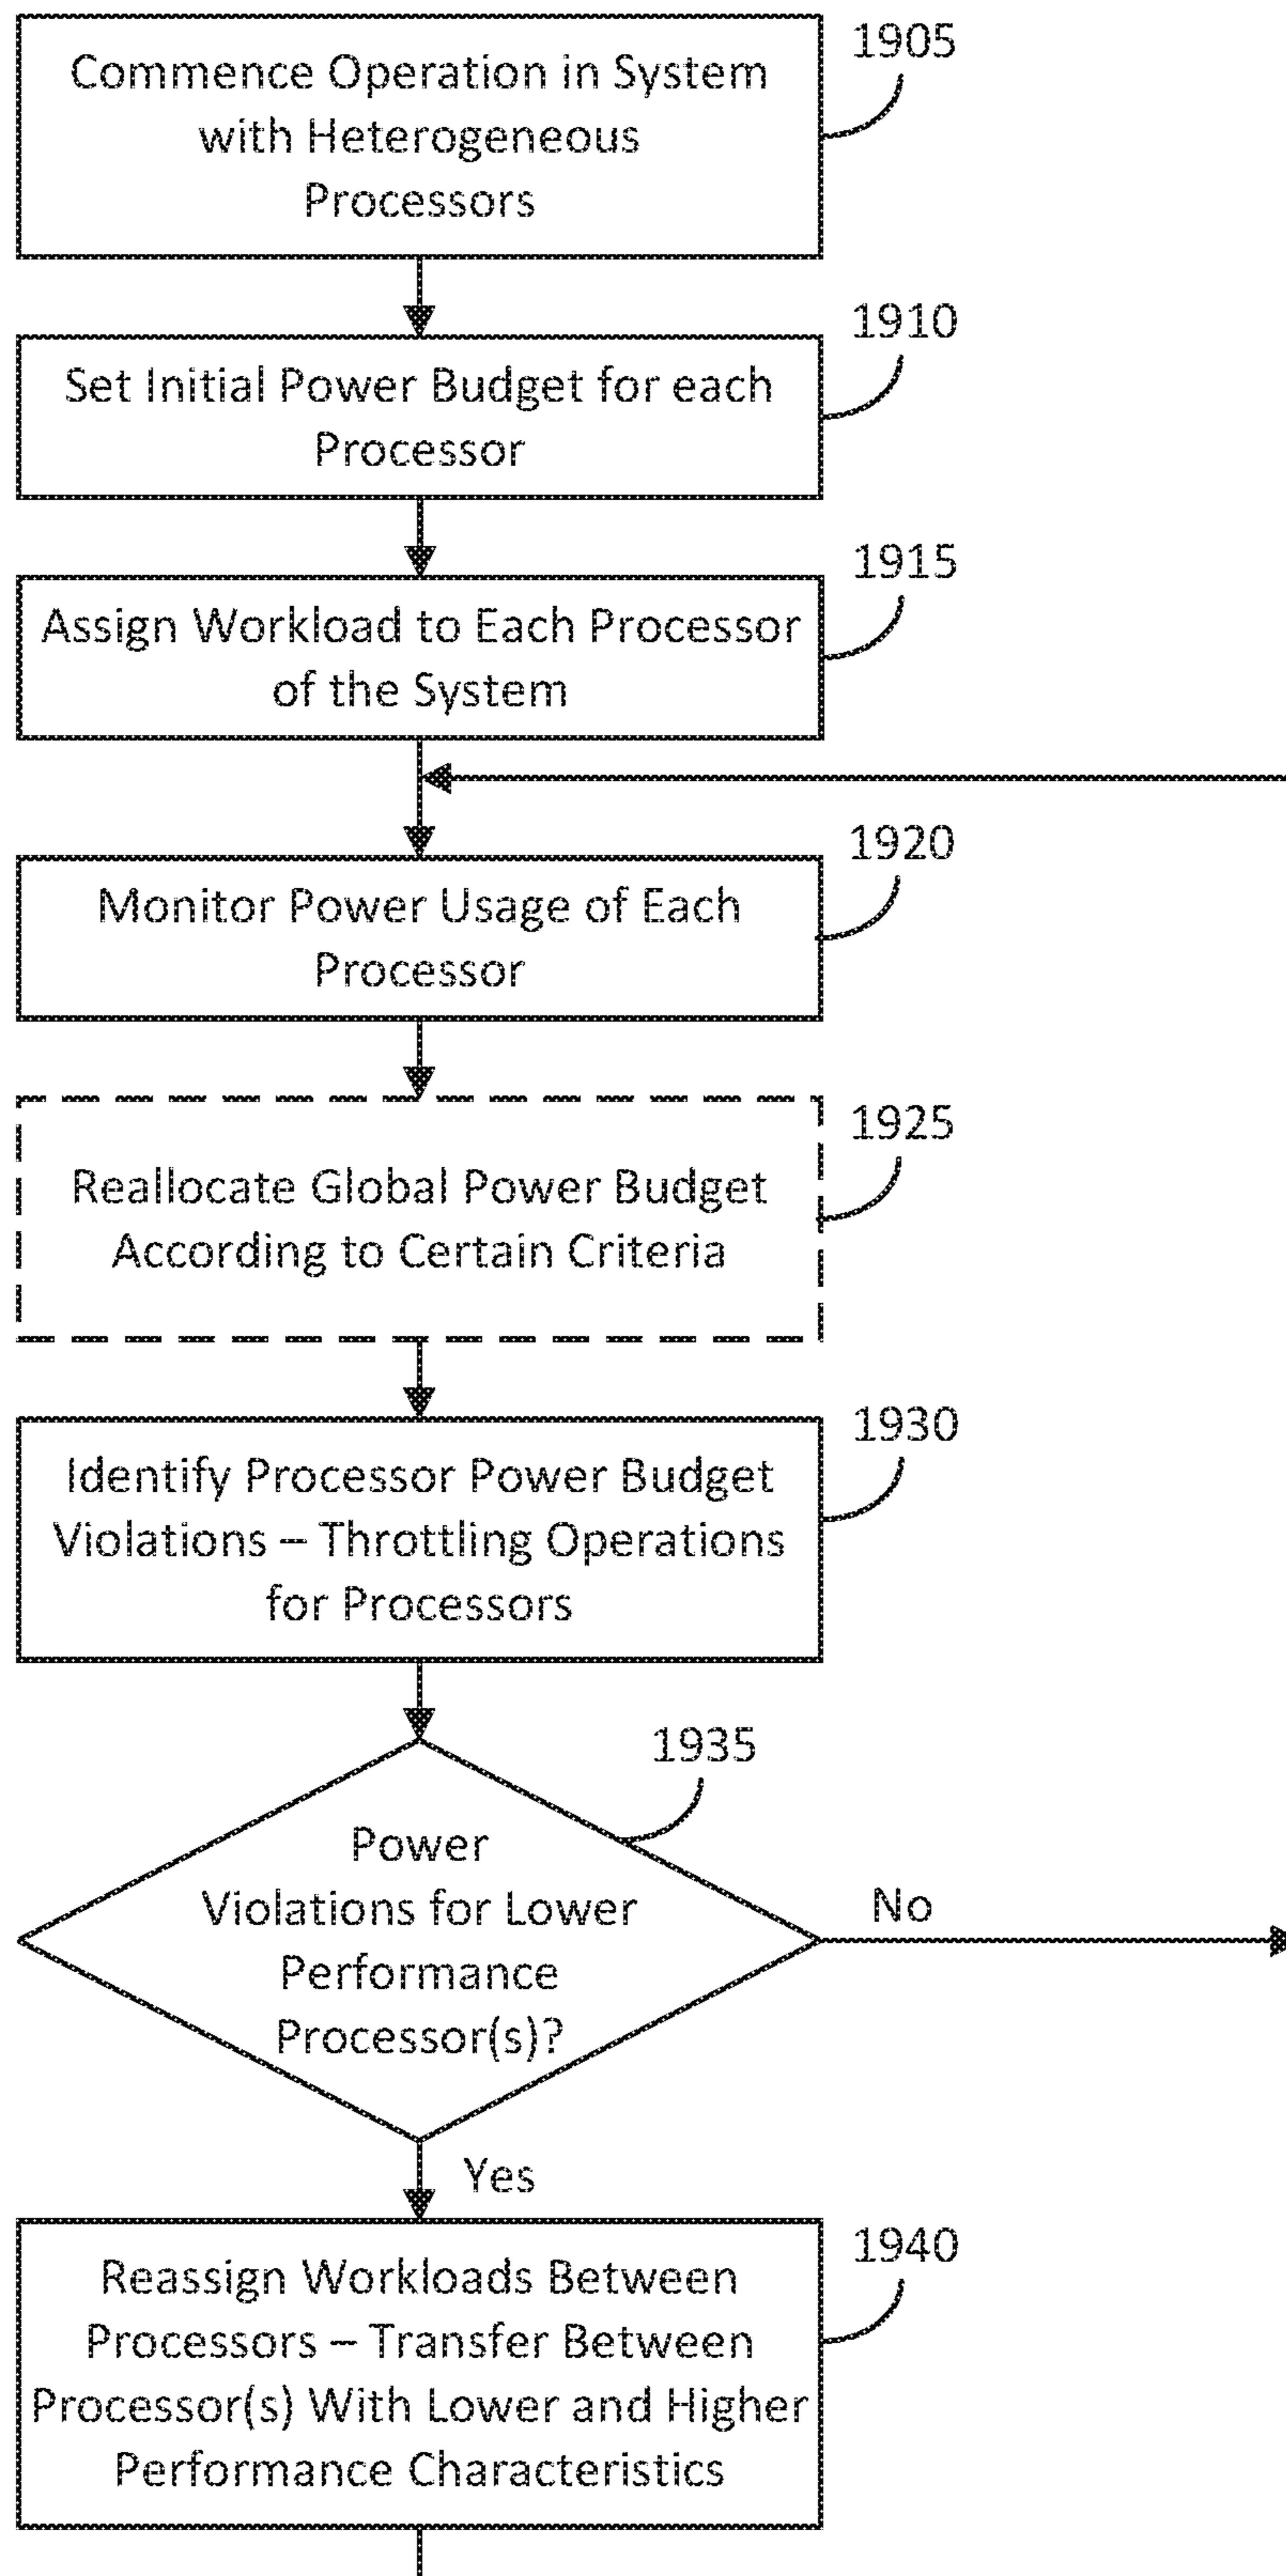 Commence Operation in System
with Heterogeneous
Processors
1905
Set Initial Power Budget for each
Processor
1910
Assign Workload to Each Processor
of the System
1915
Monitor Power Usage of Each
Processor
1920
Reallocate Global Power Budget
According to Certain Criteria
1925
Identify Processor Power Budget
Violations – Throttling Operations
for Processors
1930
Power
Violations for Lower
Performance
Processor(s)?
1935
No
Yes
Reassign Workloads Between
Processors – Transfer Between
Processor(s) With Lower and Higher
Performance Characteristics
1940